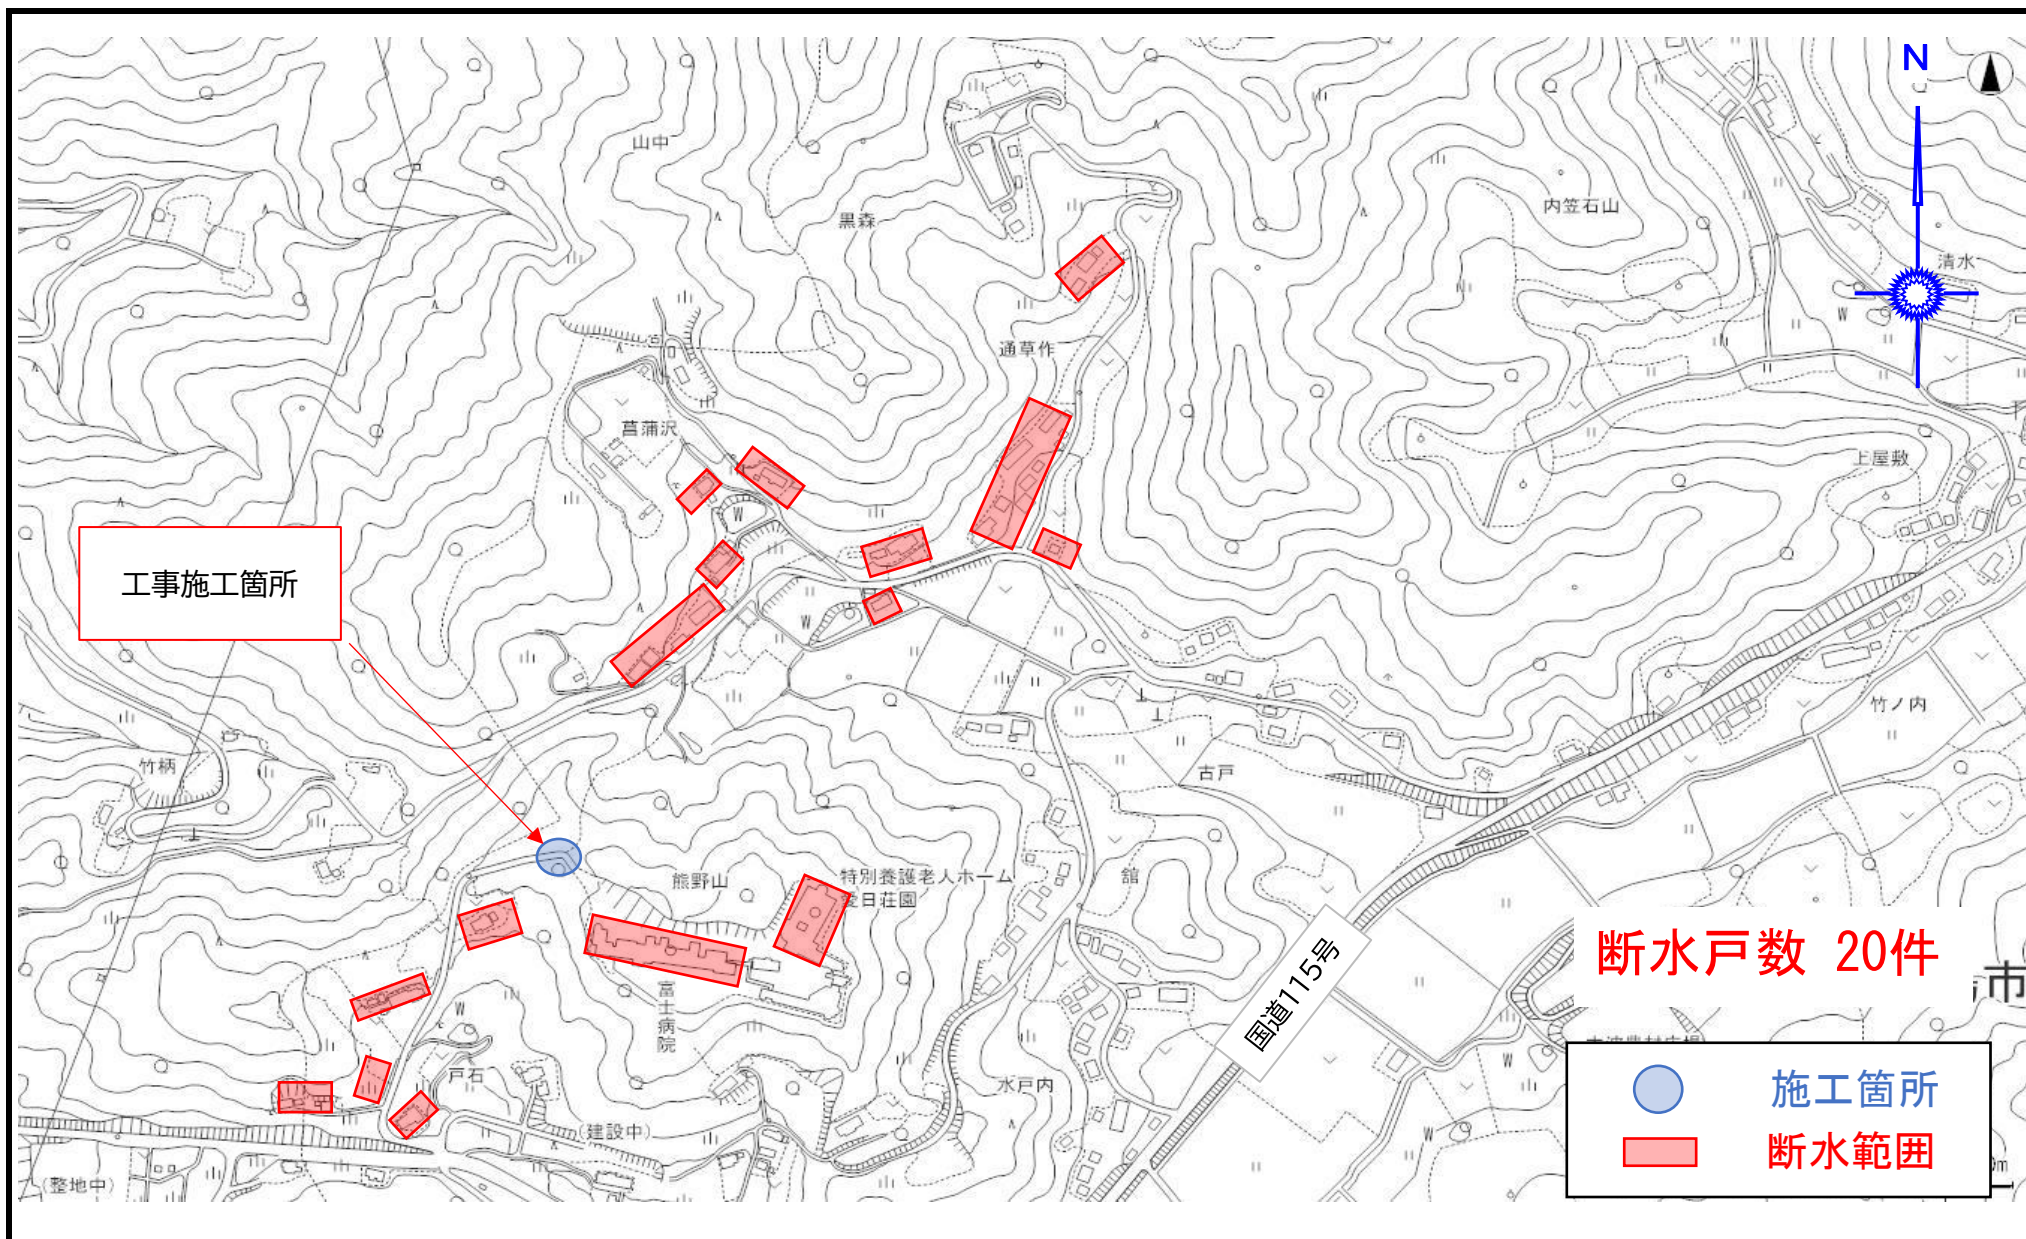 N
山中
黒森
内笠石山
清水
通草作
菖蒲沢
上屋敷
工事施工箇所
竹ノ内
竹柄
古戸
熊野山
特別養護老人ホーム
愛日荘園
舘
富士病院
国道115号
断水戸数 20件
市
戸石
水戸内
(建設中)
(整地中)
施工箇所
断水範囲